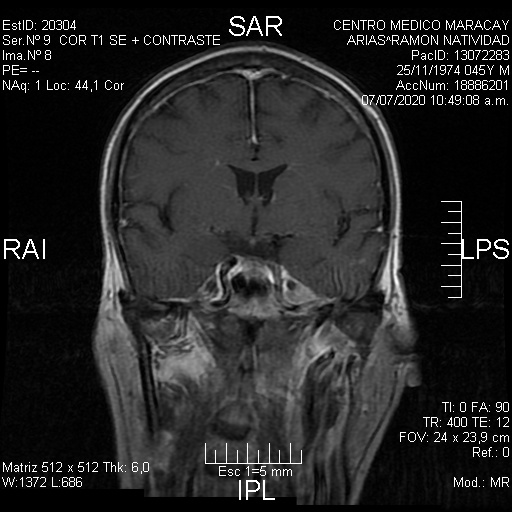 EstID: 20304
Ser.Nº 9 COR T1 SE + CONTRASTE
Ima.Nº 8
PE= --
NAq: 1 Loc: 44,1 Cor
SAR
CENTRO MEDICO MARACAY
ARIAS^RAMON NATIVIDAD
PacID: 13072283
25/11/1974 045Y M
AccNum: 18886201
07/07/2020 10:49:08 a.m.
RAI
LPS
TI: 0 FA: 90
TR: 400 TE: 12
FOV: 24 x 23,9 cm
Ref.: 0
Matriz 512 x 512 Thk: 6,0
W:1372 L:686
Esc 1=5 mm
IPL
Mod.: MR